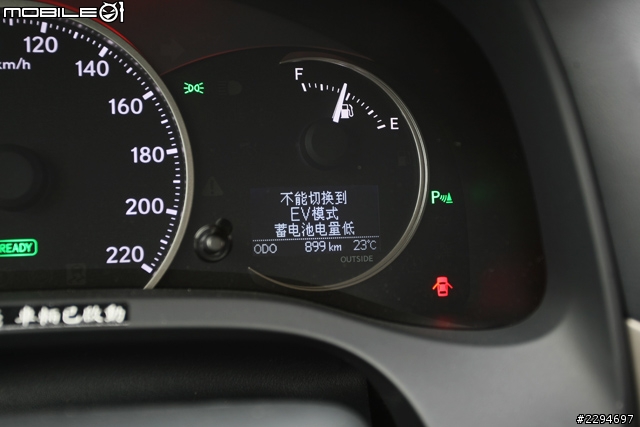 MOBILE01
120
km/h
140
160
180
200
220
READY
F
E
不能切换到
EV模式
蓄电池电量低
ODO 899 km 23℃
OUTSIDE
P
車輛已啟動
#2294697